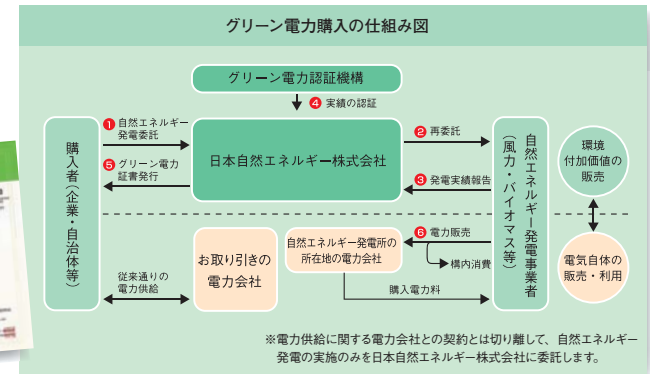 グリーン電力購入の仕組み図
グリーン電力認証機構
❹ 実績の認証
❶ 自然エネルギー
発電委託
❷ 再委託
❺ グリーン電力
証書発行
日本自然エネルギー株式会社
❸ 発電実績報告
購入者(企業・自治体等)
自然エネルギー発電事業者
(風力・バイオマス等)
環境
付加価値の
販売
お取り引きの
電力会社
自然エネルギー発電所の
所在地の電力会社
❻ 電力販売
構内消費
従来通りの
電力供給
購入電力料
電気自体の
販売・利用
※電力供給に関する電力会社との契約とは切り離して、自然エネルギー
発電の実施のみを日本自然エネルギー株式会社に委託します。